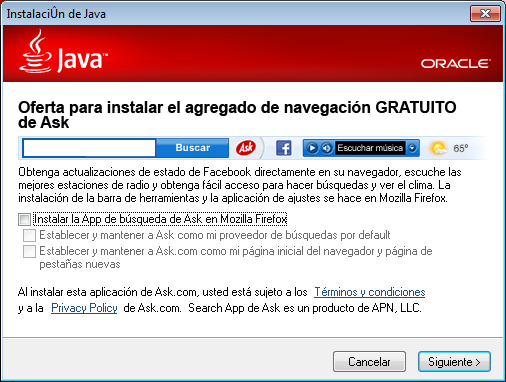 InstalaciÛn de Java
Java™
ORACLE
Oferta para instalar el agregado de navegación GRATUITO
de Ask
Buscar
Ask
Escuchar música
65°
Obtenga actualizaciones de estado de Facebook directamente en su navegador, escuche las
mejores estaciones de radio y obtenga fácil acceso para hacer búsquedas y ver el clima. La
instalación de la barra de herramientas y la aplicación de ajustes se hace en Mozilla Firefox.
Instalar la App de búsqueda de Ask en Mozilla Firefox
Establecer y mantener a Ask como mi proveedor de búsquedas por default
Establecer y mantener a Ask.com como mi página inicial del navegador y página de
pestañas nuevas
Al instalar esta aplicación de Ask.com, usted está sujeto a los Términos y condiciones
y a la Privacy Policy de Ask.com. Search App de Ask es un producto de APN, LLC.
Cancelar
Siguiente >